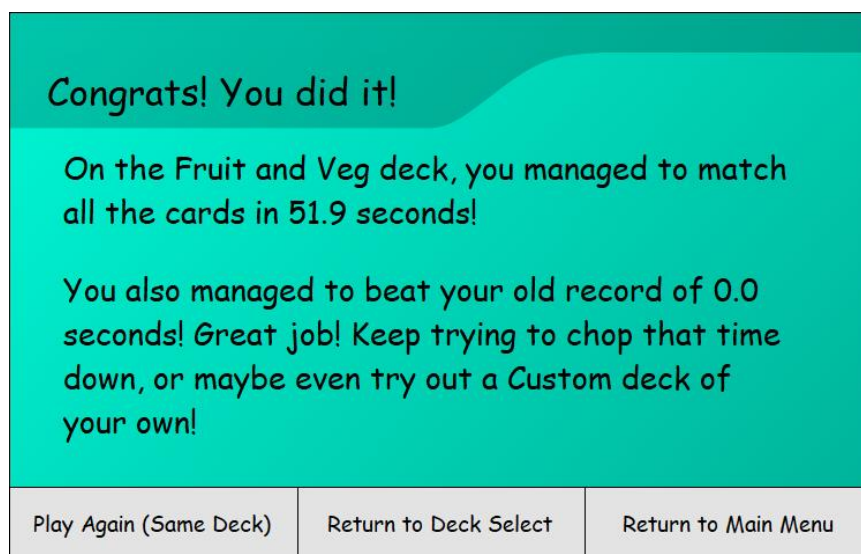 Congrats! You did it!
On the Fruit and Veg deck, you managed to match
all the cards in 51.9 seconds!
You also managed to beat your old record of 0.0
seconds! Great job! Keep trying to chop that time
down, or maybe even try out a Custom deck of
your own!
Play Again (Same Deck)
Return to Deck Select
Return to Main Menu